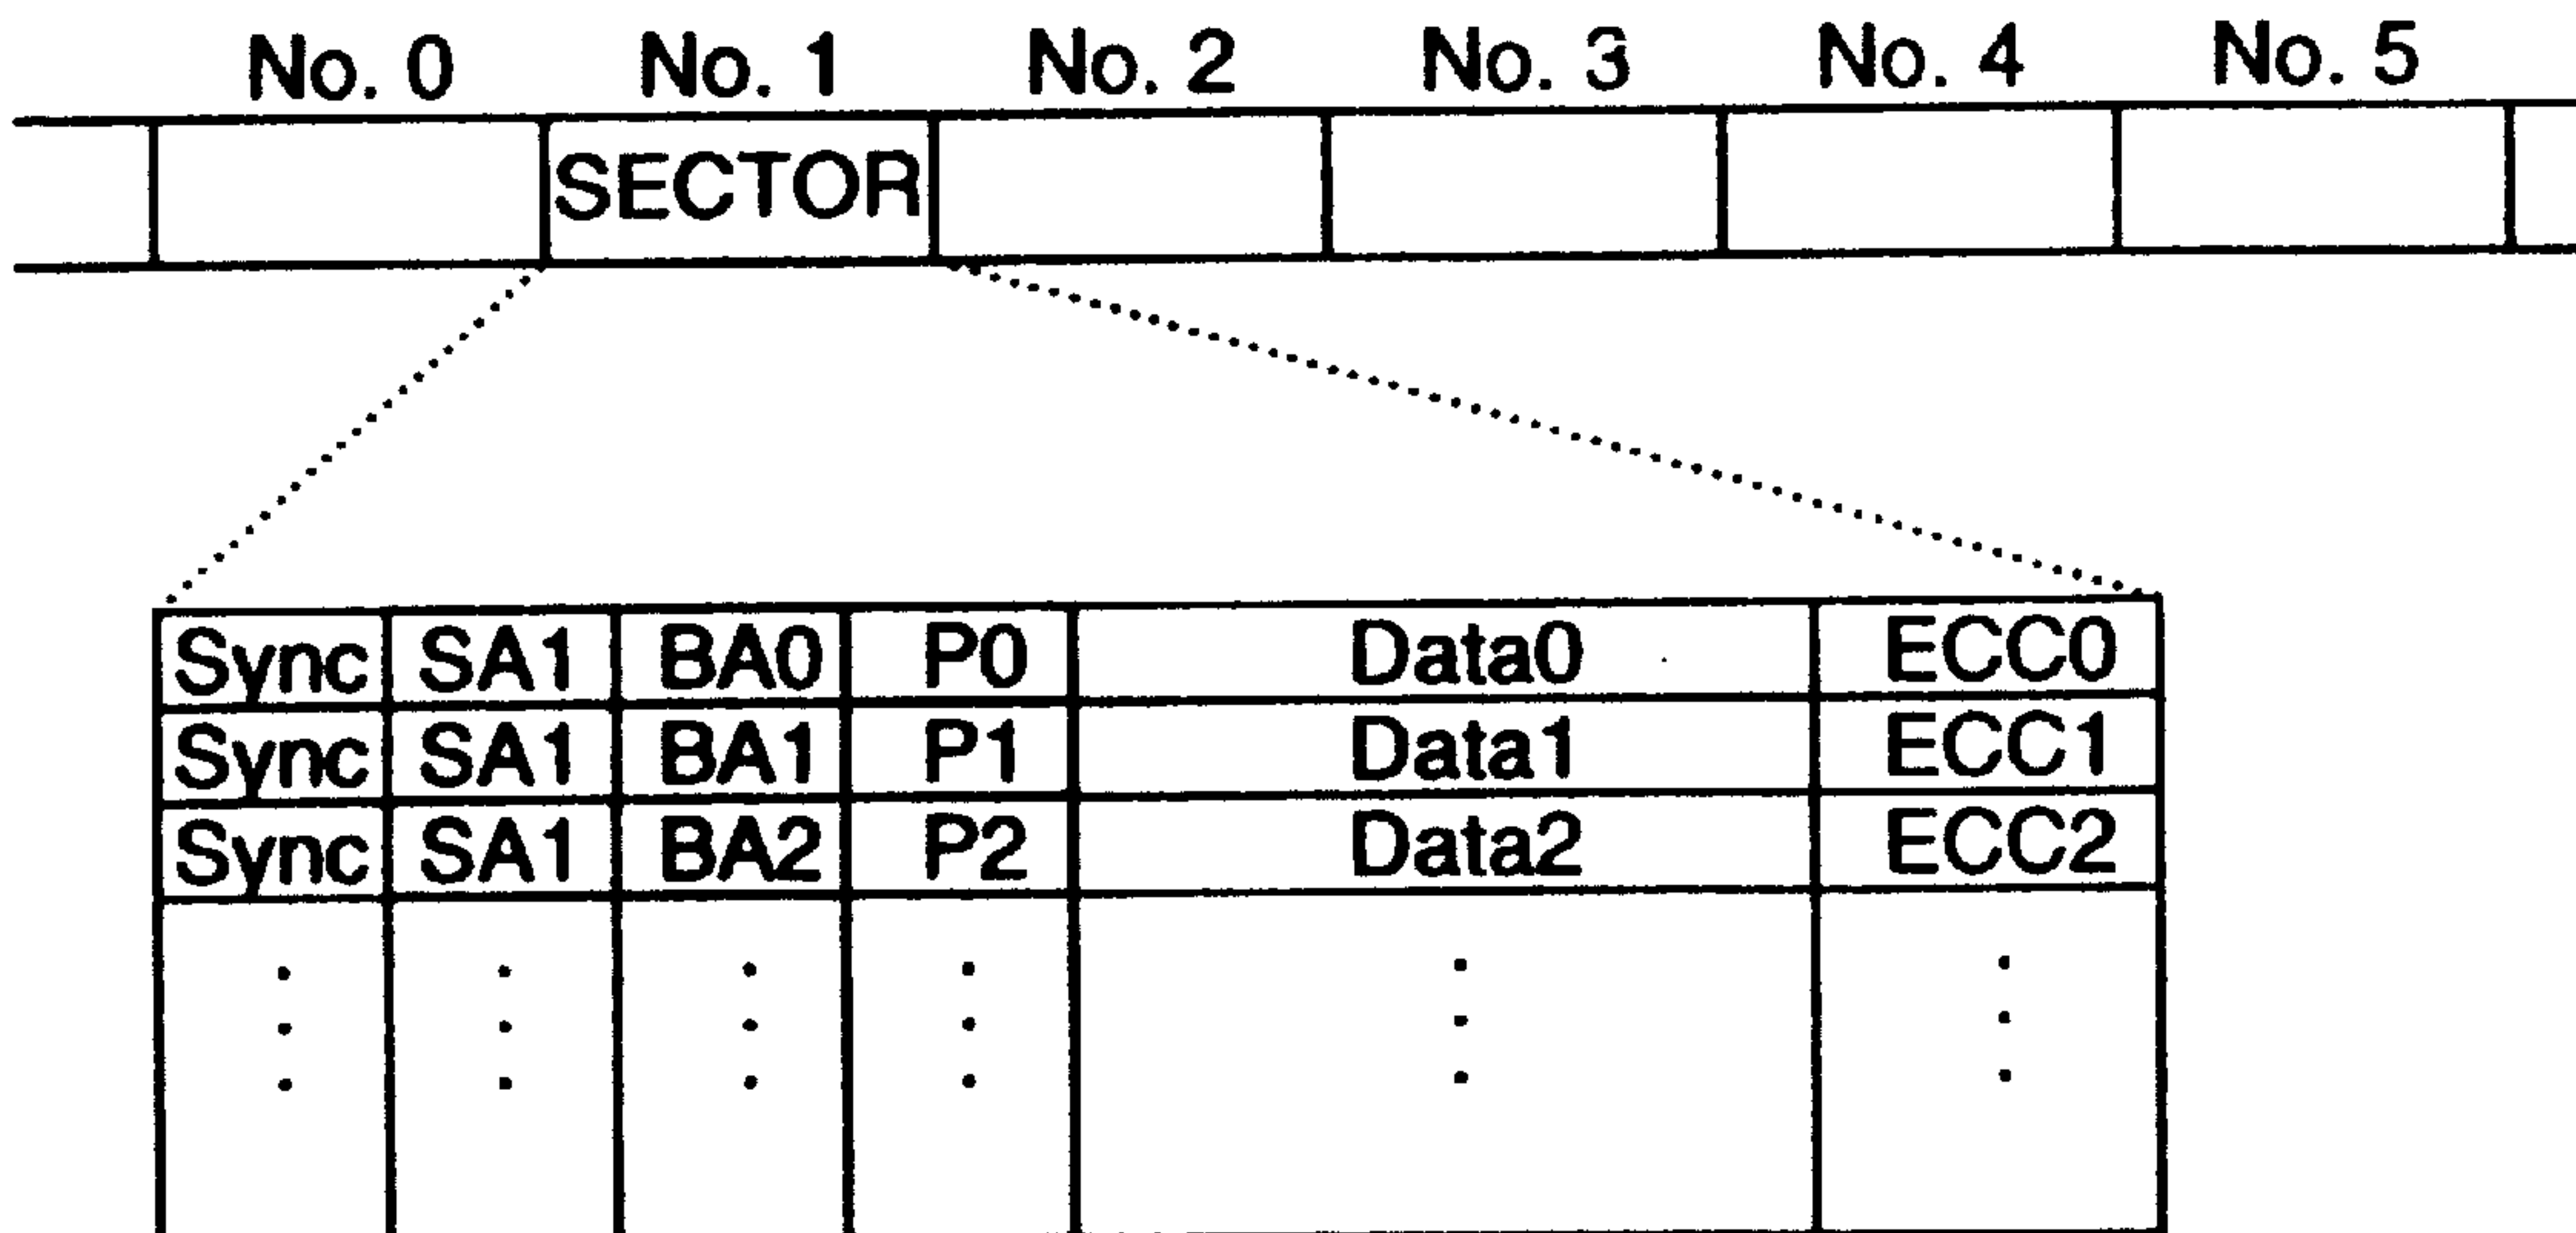 No. 0 No. 1 No. 2 No. 3 No. 4 No. 5
SECTOR
Sync SA1 BA0 P0 Data0 ECC0
Sync SA1 BA1 P1 Data1 ECC1
Sync SA1 BA2 P2 Data2 ECC2